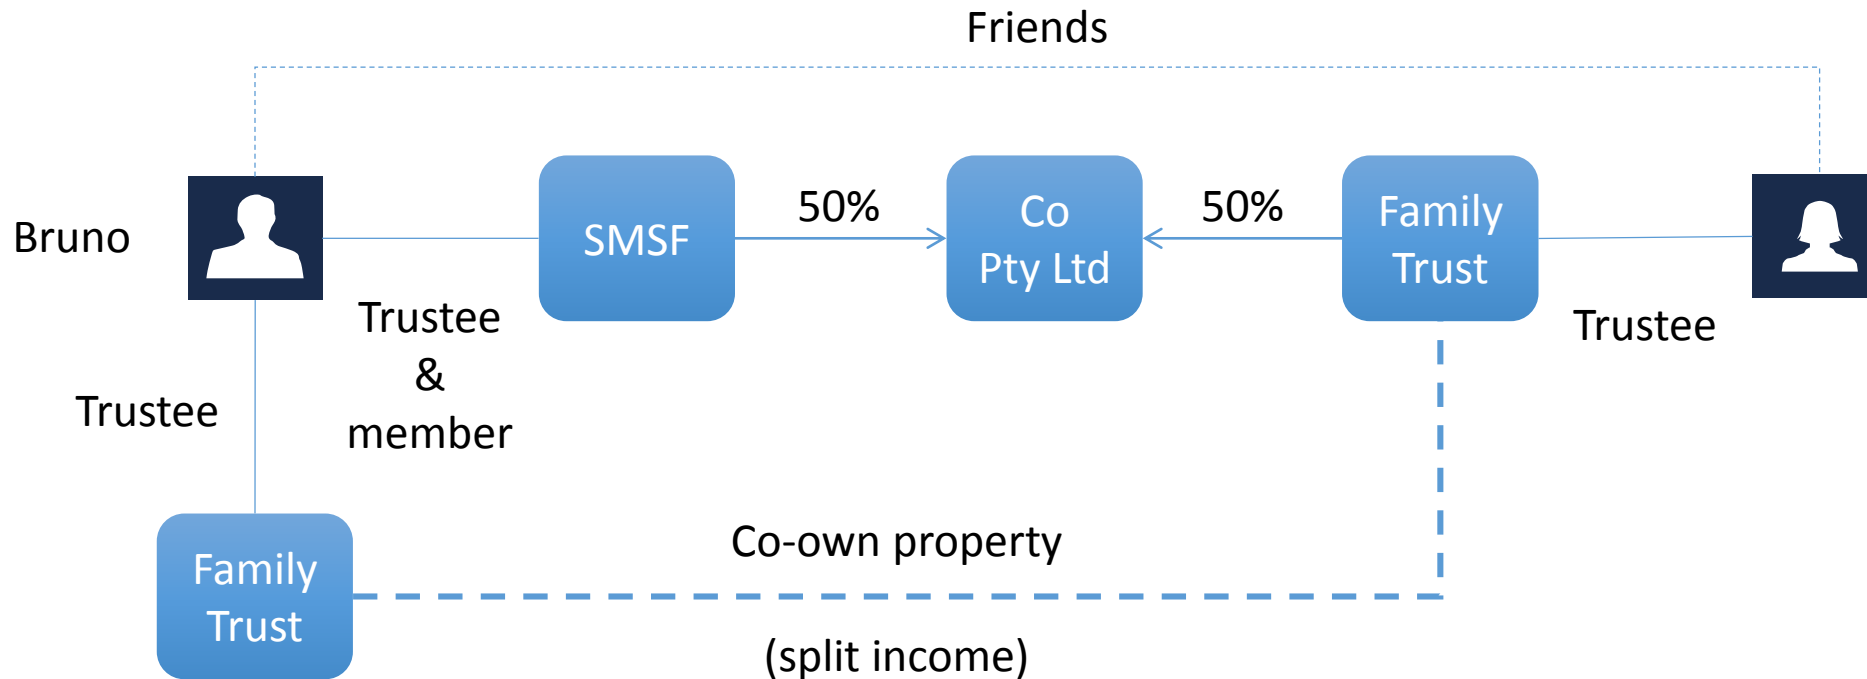 Friends
Bruno
SMSF
50%
Co
Pty Ltd
50%
Family
Trust
Trustee
&
member
Trustee
Trustee
Family
Trust
Co-own property
(split income)